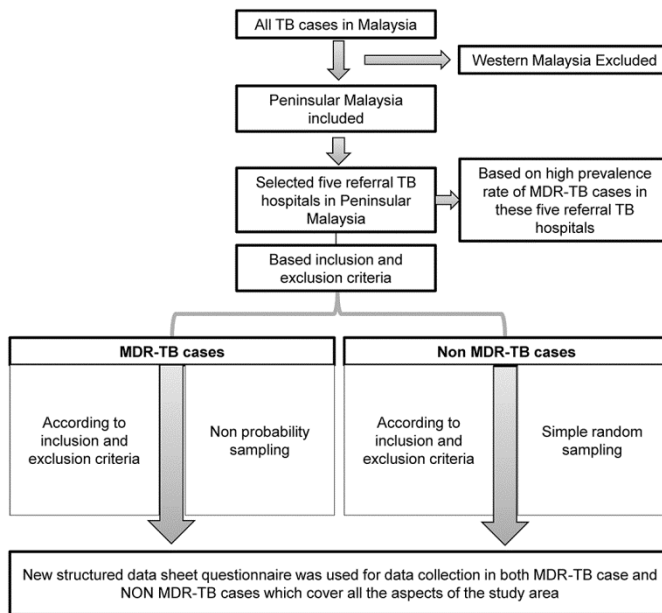 All TB cases in Malaysia
Western Malaysia Excluded
Peninsular Malaysia
included
Selected five referral TB
hospitals in Peninsular
Malaysia
Based on high prevalence
rate of MDR-TB cases in
these five referral TB
hospitals
Based inclusion and
exclusion criteria
MDR-TB cases
According to
inclusion and
exclusion criteria
Non probability
sampling
Non MDR-TB cases
According to
inclusion and
exclusion criteria
Simple random
sampling
New structured data sheet questionnaire was used for data collection in both MDR-TB case and
NON MDR-TB cases which cover all the aspects of the study area